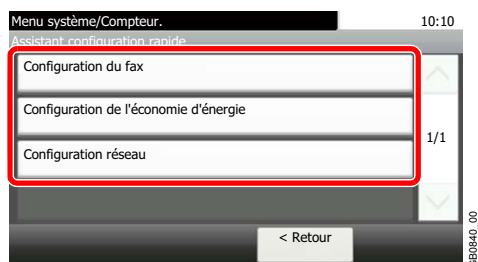 Menu système/Compteur.
10:10
Assistant configuration rapide
Configuration du fax
Configuration de l'économie d'énergie
Configuration réseau
1/1
< Retour
GB0840_00